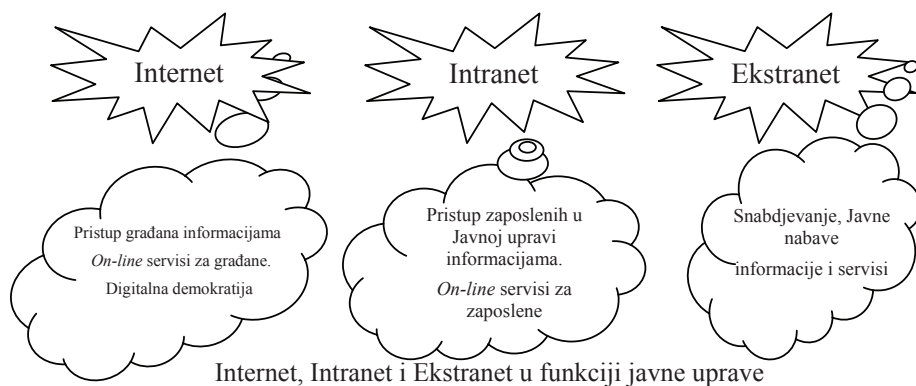 Internet
Intranet
Ekstranet
Pristup građana informacijama
On-line servisi za građane.
Digitalna demokratija
Pristup zaposlenih u
Javnoj upravi
informacijama.
On-line servisi za
zaposlene
Snabdjevanje, Javne
nabave
informacije i servisi
Internet, Intranet i Ekstranet u funkciji javne uprave